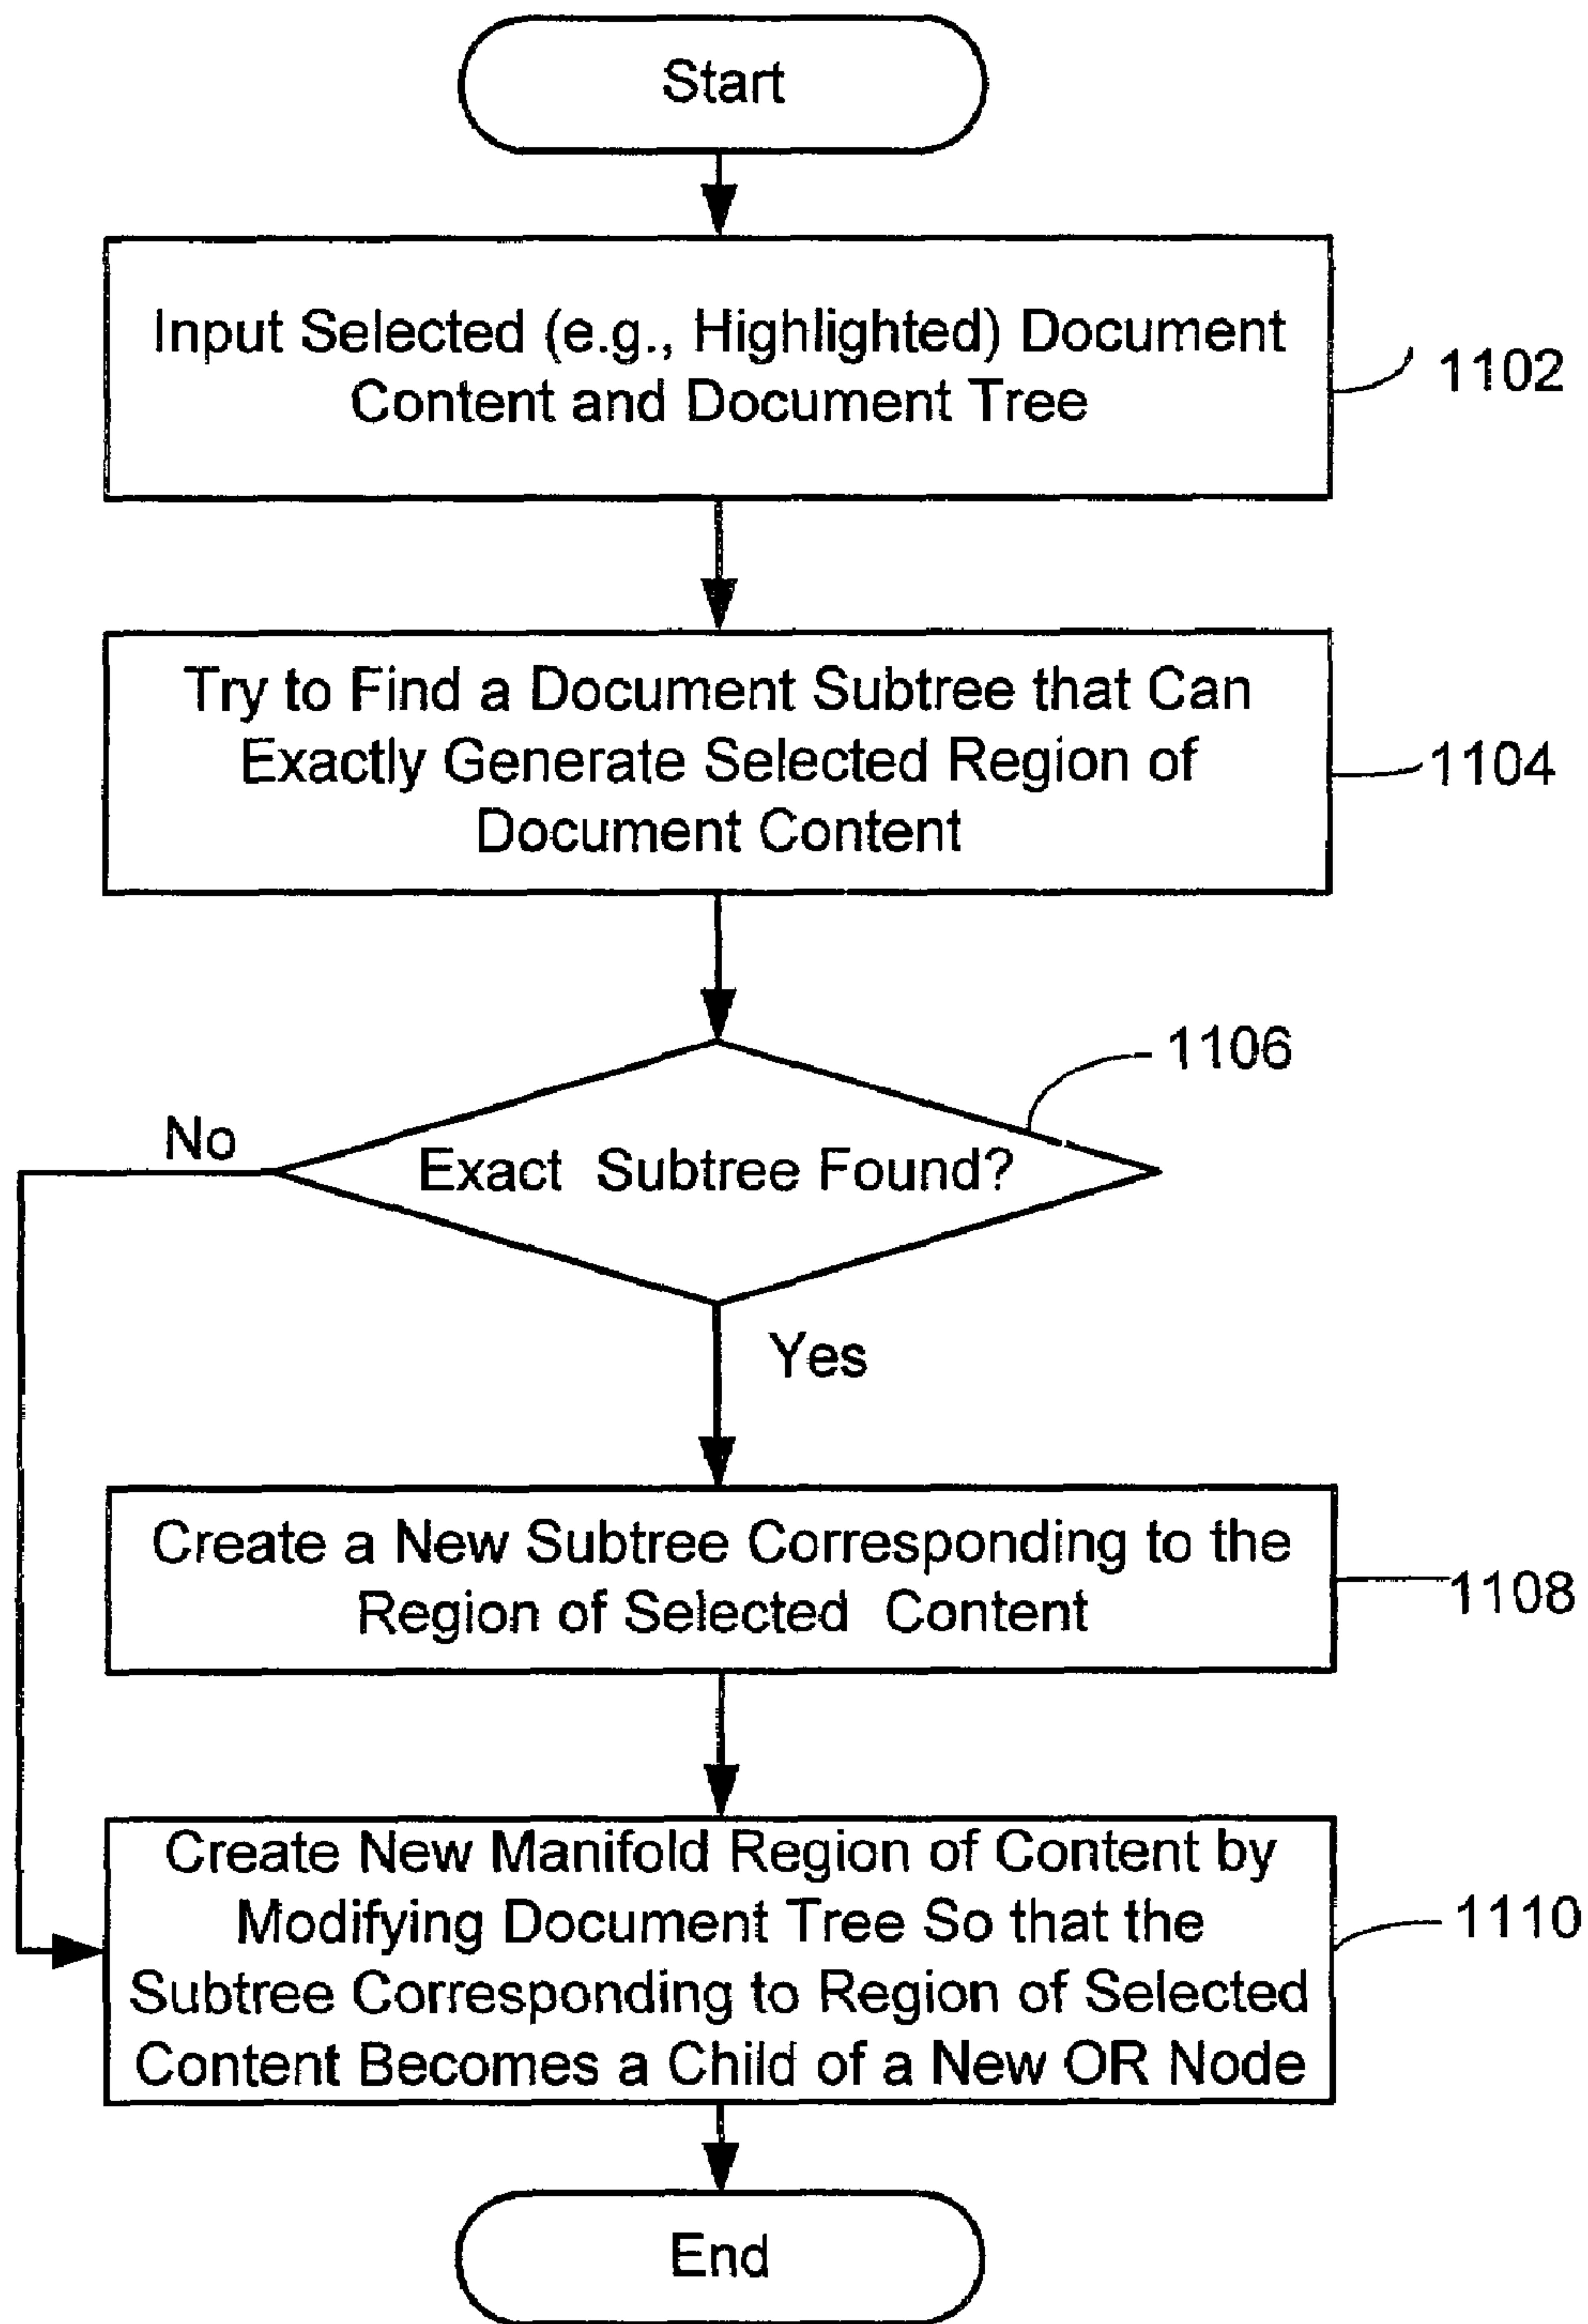 Start
Input Selected (e.g., Highlighted) Document
Content and Document Tree
1102
Try to Find a Document Subtree that Can
Exactly Generate Selected Region of
Document Content
1104
1106
No
Exact Subtree Found?
Yes
Create a New Subtree Corresponding to the
Region of Selected Content
1108
Create New Manifold Region of Content by
Modifying Document Tree So that the
Subtree Corresponding to Region of Selected
Content Becomes a Child of a New OR Node
1110
End